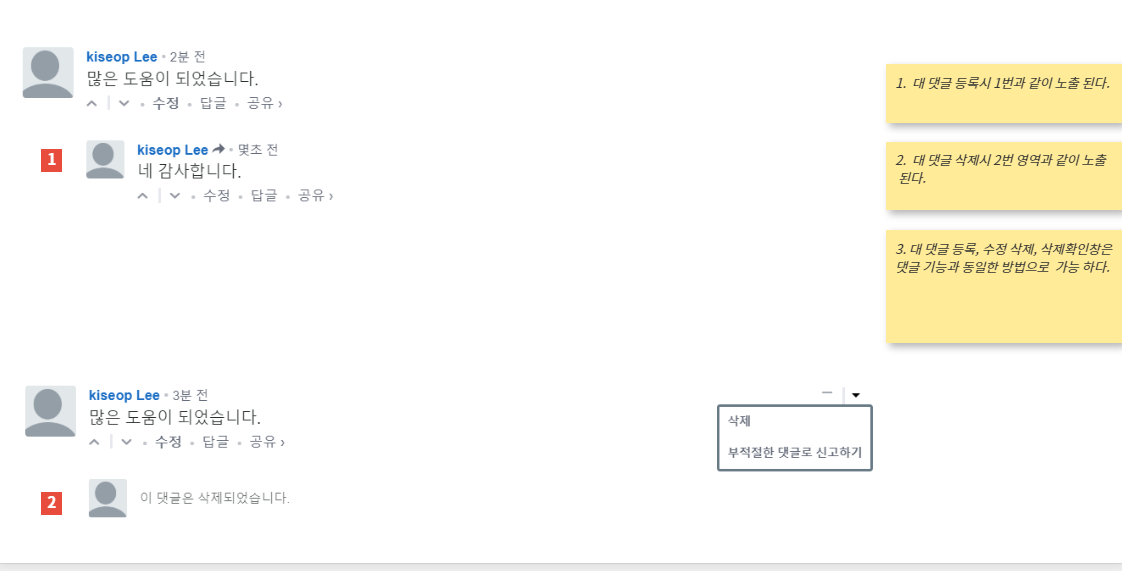 kiseop Lee • 2분 전
많은 도움이 되었습니다.
• 수정 • 답글 • 공유 ›
1
kiseop Lee • 몇초 전
네 감사합니다.
• 수정 • 답글 • 공유 ›
1. 대 댓글 등록시 1번과 같이 노출 된다.
2. 대 댓글 삭제시 2번 영역과 같이 노출
된다.
3. 대 댓글 등록, 수정 삭제, 삭제확인창은
댓글 기능과 동일한 방법으로 가능 하다.
kiseop Lee • 3분 전
많은 도움이 되었습니다.
• 수정 • 답글 • 공유 ›
삭제
부적절한 댓글로 신고하기
2
이 댓글은 삭제되었습니다.